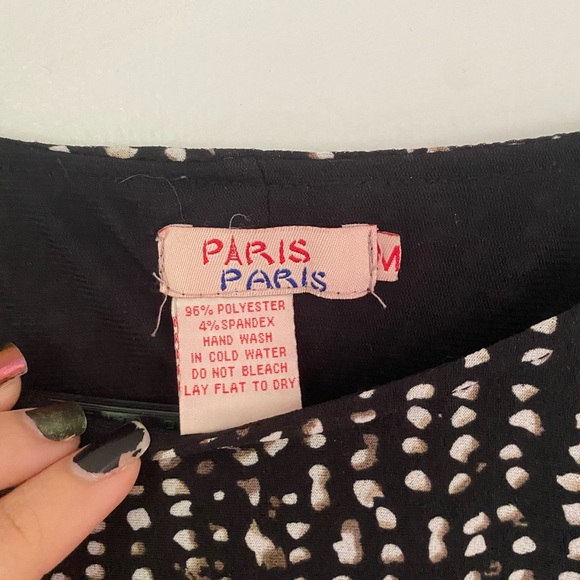 PARIS
PARIS
M
96% POLYESTER
4% SPANDEX
HAND WASH
IN COLD WATER
DO NOT BLEACH
LAY FLAT TO DRY